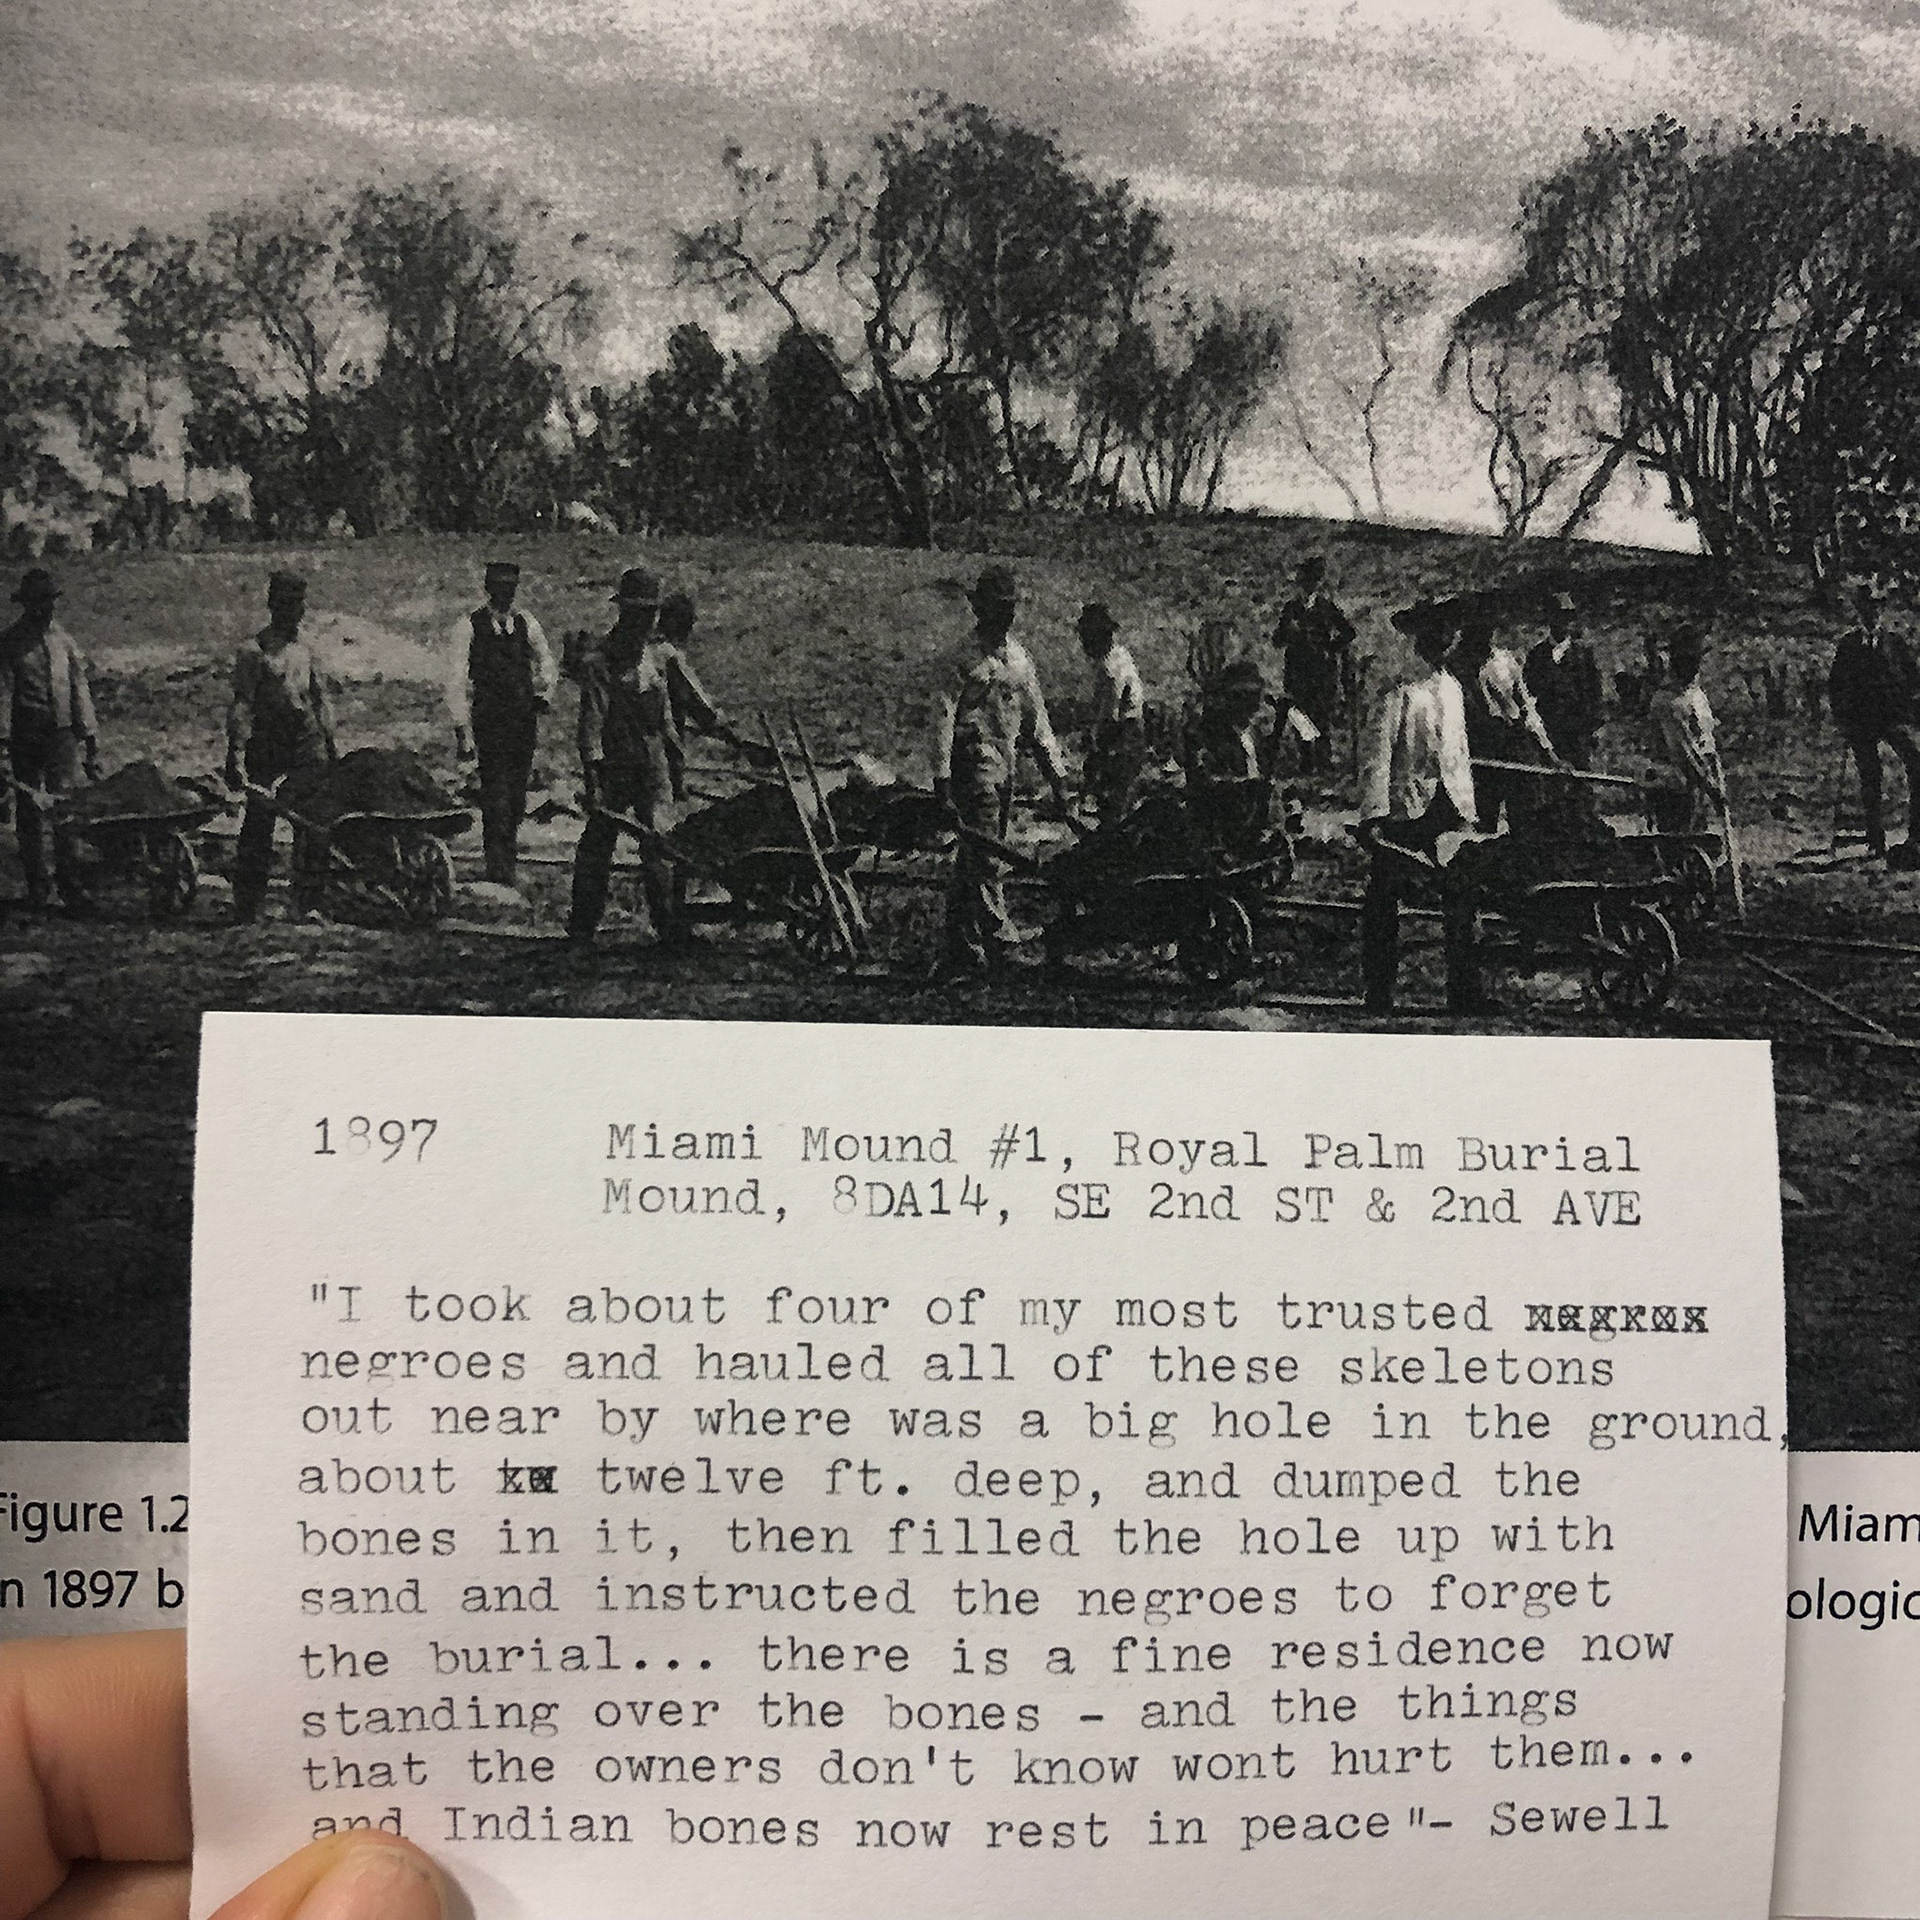 1897 Miami Mound #1, Royal Palm Burial
Mound, 8DA14, SE 2nd ST & 2nd AVE
"I took about four of my most trusted
negroes and hauled all of these skeletons
out near by where was a big hole in the ground,
about twelve ft. deep, and dumped the
bones in it, then filled the hole up with
sand and instructed the negroes to forget
the burial... there is a fine residence now
standing over the bones - and the things
that the owners don't know wont hurt them...
and Indian bones now rest in peace"- Sewell
Figure 1.2
n 1897 b
Miam
ologic